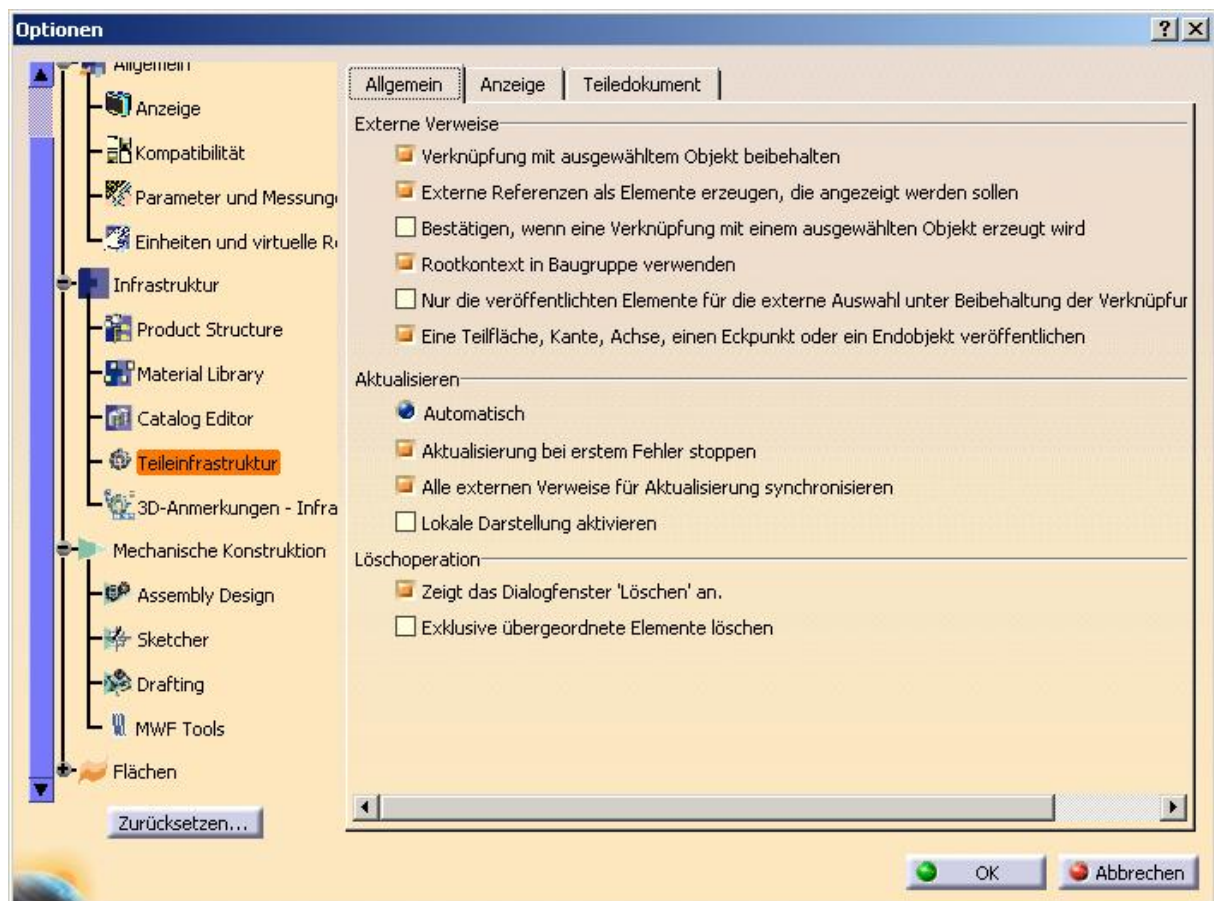 Optionen
Allgemein
Anzeige
Kompatibilität
Parameter und Messung
Einheiten und virtuelle R
Infrastruktur
Product Structure
Material Library
Catalog Editor
Teileinfrastruktur
3D-Anmerkungen - Infra
Mechanische Konstruktion
Assembly Design
Sketcher
Drafting
MWF Tools
Flächen
Zurücksetzen...
Allgemein Anzeige Teiledokument
Externe Verweise
Verknüpfung mit ausgewähltem Objekt beibehalten
Externe Referenzen als Elemente erzeugen, die angezeigt werden sollen
Bestätigen, wenn eine Verknüpfung mit einem ausgewählten Objekt erzeugt wird
Rootkontext in Baugruppe verwenden
Nur die veröffentlichten Elemente für die externe Auswahl unter Beibehaltung der Verknüpfur
Eine Teilfläche, Kante, Achse, einen Eckpunkt oder ein Endobjekt veröffentlichen
Aktualisieren
Automatisch
Aktualisierung bei erstem Fehler stoppen
Alle externen Verweise für Aktualisierung synchronisieren
Lokale Darstellung aktivieren
Löschoperation
Zeigt das Dialogfenster 'Löschen' an.
Exklusive übergeordnete Elemente löschen
OK Abbrechen